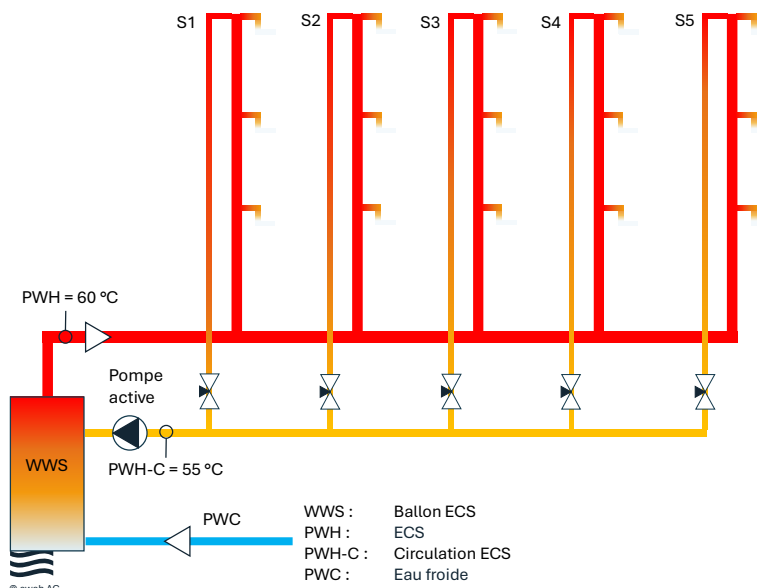 S1 S2 S3 S4 S5
PWH = 60 °C
Pompe
active
WWS
PWH-C = 55 °C
PWC
WWS : Ballon ECS
PWH : ECS
PWH-C : Circulation ECS
PWC : Eau froide